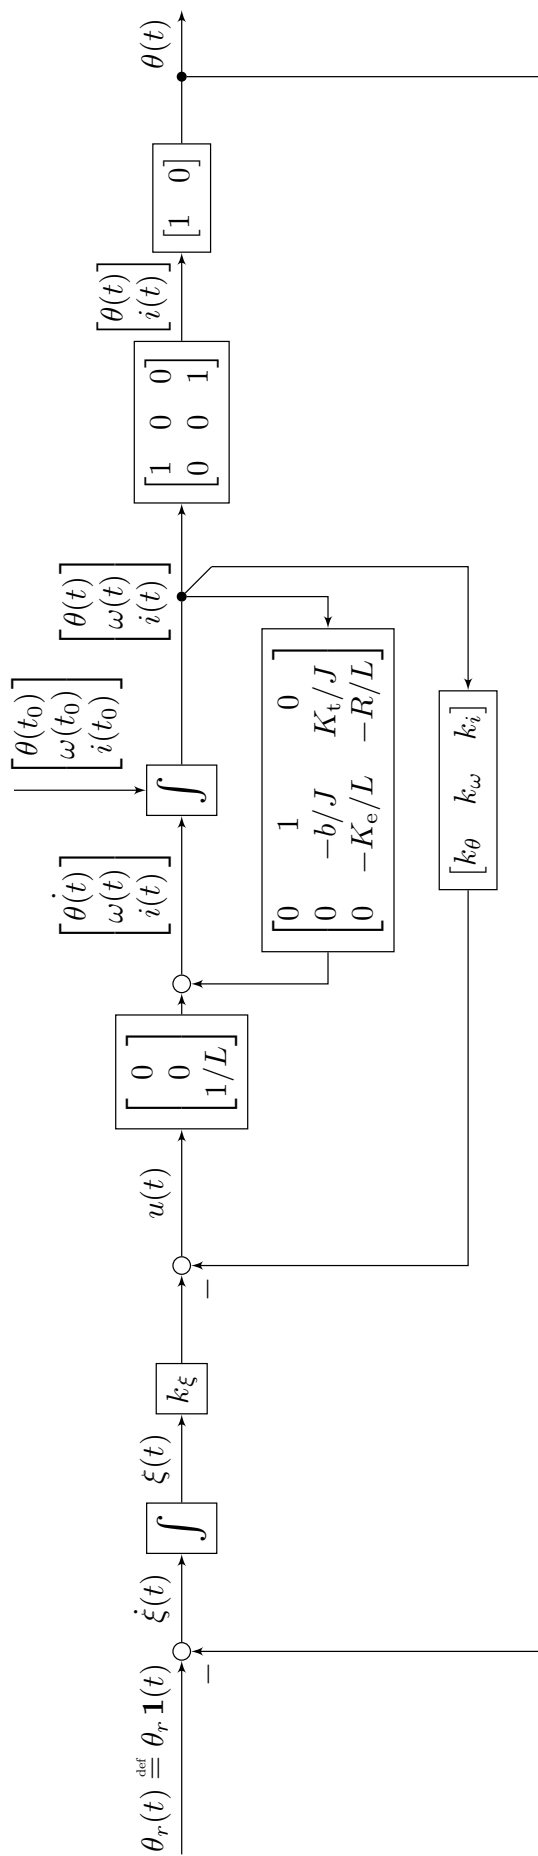 θ_r(t) ≝ θ_r 𝟏(t)
−
ξ̇(t)
∫
ξ(t)
k_ξ
−
u(t)
[0
0
1/L]
[θ̇(t)
ω(t)
i(t)]
[θ(t₀)
ω(t₀)
i(t₀)]
∫
[θ(t)
ω(t)
i(t)]
[0 1 0
0 −b/J K_t/J
0 −K_e/L −R/L]
[k_θ k_ω k_i]
[1 0 0
0 0 1]
[θ(t)
i(t)]
[1 0]
θ(t)